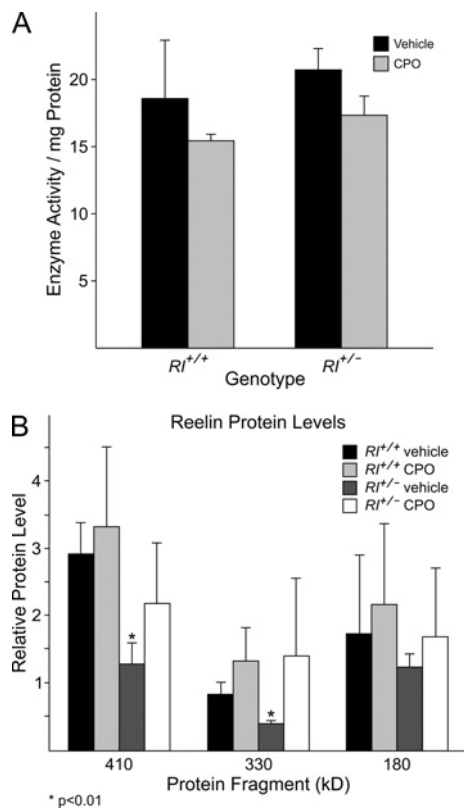 A
Vehicle
CPO
Enzyme Activity / mg Protein
20
15
10
5
Rl+/+
Rl+/-
Genotype
B
Reelin Protein Levels
Rl+/+ vehicle
Rl+/+ CPO
Rl+/- vehicle
Rl+/- CPO
Relative Protein Level
4
3
2
1
*
*
410
330
180
Protein Fragment (kD)
* p<0.01